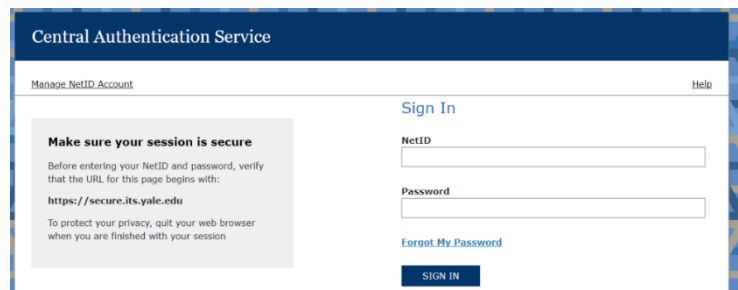 Central Authentication Service
Manage NetID Account
Help
Make sure your session is secure
Before entering your NetID and password, verify
that the URL for this page begins with:
https://secure.its.yale.edu
To protect your privacy, quit your web browser
when you are finished with your session
Sign In
NetID
Password
Forgot My Password
SIGN IN